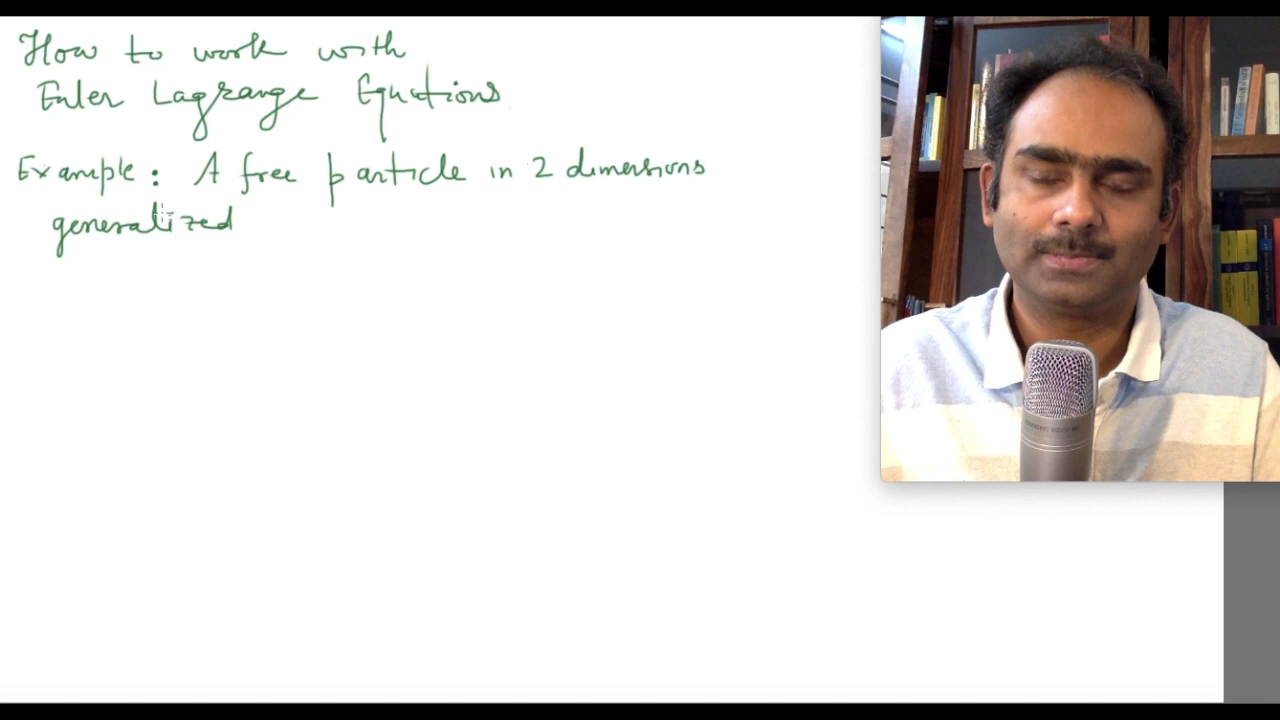 How to work with
Euler Lagrange Equations
Example: A free particle in 2 dimensions
generalized